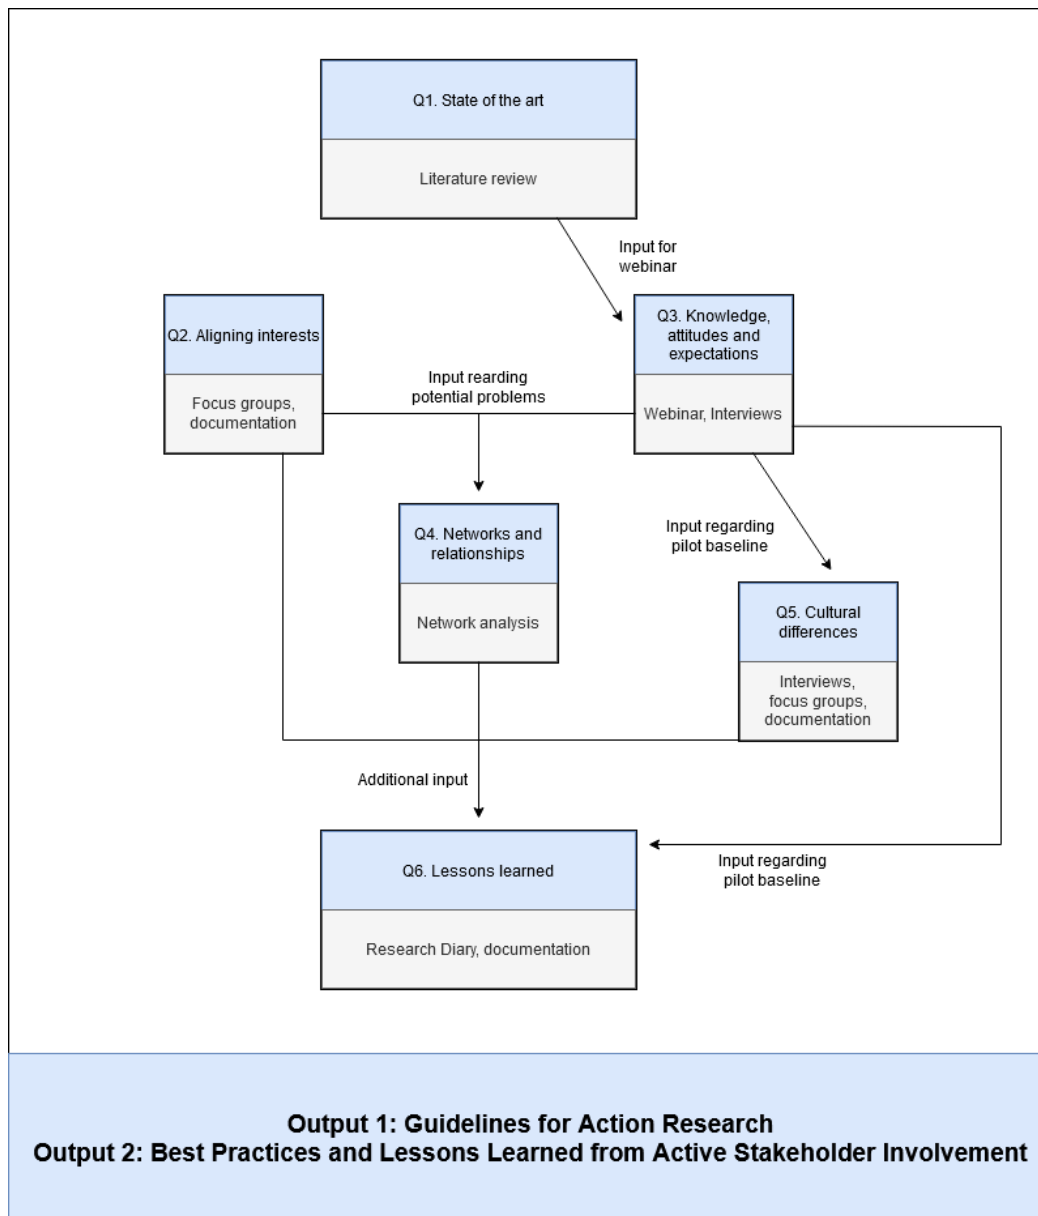 Q1. State of the art
Literature review
Input for
webinar
Q2. Aligning interests
Focus groups,
documentation
Input rearding
potential problems
Q3. Knowledge,
attitudes and
expectations
Webinar, Interviews
Q4. Networks and
relationships
Network analysis
Input regarding
pilot baseline
Q5. Cultural
differences
Interviews,
focus groups,
documentation
Additional input
Q6. Lessons learned
Research Diary, documentation
Input regarding
pilot baseline
Output 1: Guidelines for Action Research
Output 2: Best Practices and Lessons Learned from Active Stakeholder Involvement